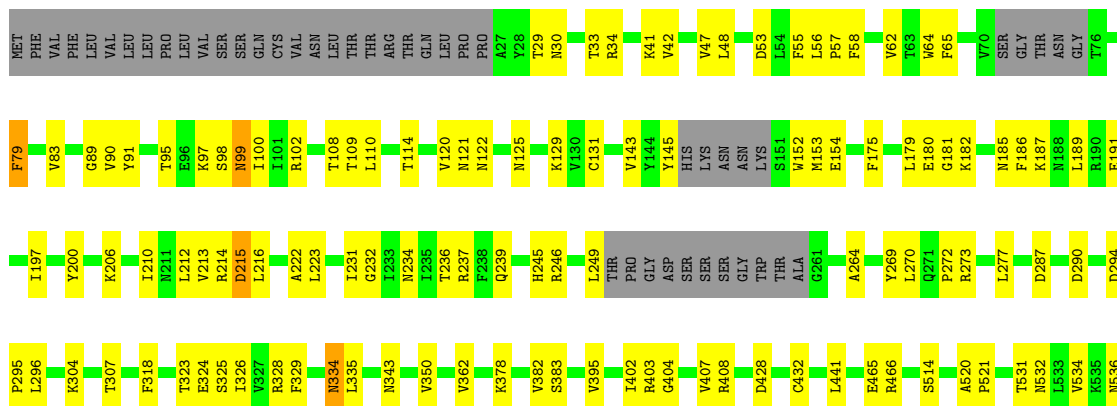 MET PHE VAL PHE LEU VAL LEU LEU PRO LEU VAL SER SER GLN CYS VAL ASN LEU THR THR ARG THR GLN LEU PRO PRO A27 Y28 T29 N30 T33 R34 K41 V42 V47 L48 D53 L54 F55 L56 P57 F58 V62 T63 W64 F65 V70 SER GLY THR ASN GLY T76
F79 V83 G89 V90 Y91 T95 E96 K97 S98 N99 I100 I101 R102 T108 T109 L110 T114 V120 N121 N122 N125 K129 V130 C131 V143 Y144 Y145 HIS LYS ASN ASN LYS S151 W152 M153 E154 F175 L179 E180 G181 K182 N185 F186 K187 N188 L189 R190 E191
I197 Y200 K206 I210 N211 L212 V213 R214 D215 L216 A222 L223 I231 G232 I233 N234 I235 T236 R237 F238 Q239 H245 R246 L249 THR PRO GLY ASP SER SER SER GLY TRP THR ALA G261 A264 Y269 L270 Q271 P272 R273 L277 D287 D290 D294
P295 L296 K304 T307 F318 T323 E324 S325 I326 V327 R328 F329 N334 L335 N343 V350 V362 K378 V382 S383 V395 I402 R403 G404 V407 R408 D428 C432 L441 E465 R466 S514 A520 P521 T531 N532 L533 V534 K535 N536